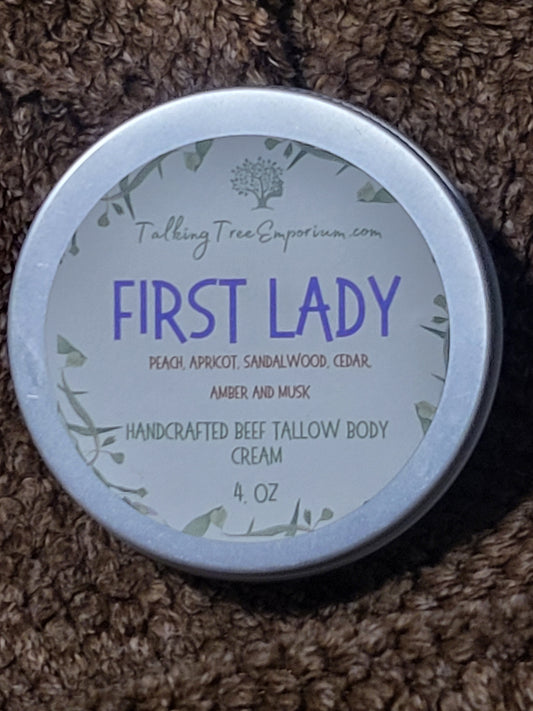 TalkingTreeEmporium.com
FIRST LADY
PEACH, APRICOT, SANDALWOOD, CEDAR,
AMBER AND MUSK
HANDCRAFTED BEEF TALLOW BODY
CREAM
4. OZ